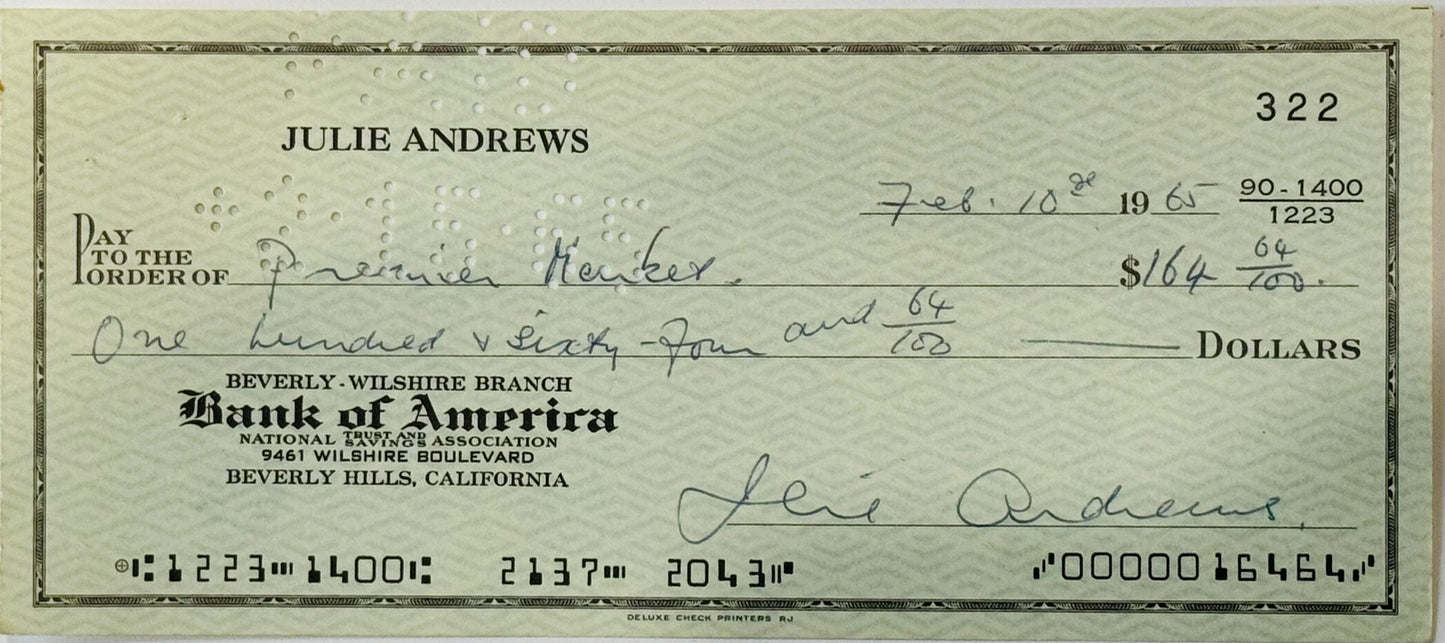 322
JULIE ANDREWS
Feb. 10th 1965
90-1400
1223
PAY TO THE ORDER OF Premier Market.
$164 64/100.
One hundred & sixty-four and 64/100 DOLLARS
BEVERLY-WILSHIRE BRANCH
Bank of America
NATIONAL TRUST AND SAVINGS ASSOCIATION
9461 WILSHIRE BOULEVARD
BEVERLY HILLS, CALIFORNIA
Julie Andrews.
⑆1223⑉1400⑆ 2137⑉ 2043⑈ ⑇0000016464⑇
DELUXE CHECK PRINTERS RJ